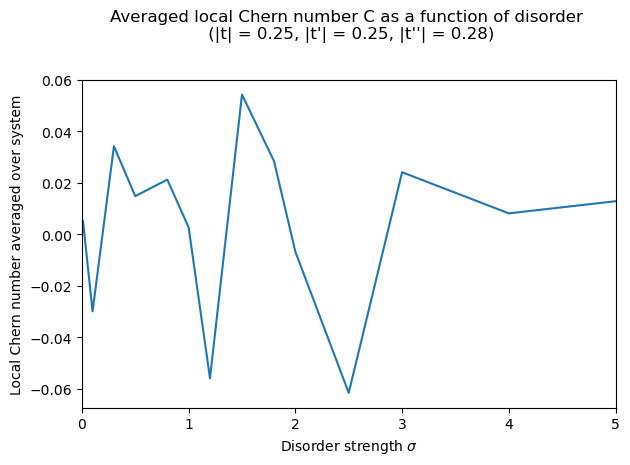 Averaged local Chern number C as a function of disorder
(|t| = 0.25, |t'| = 0.25, |t''| = 0.28)
Local Chern number averaged over system
0.06
0.04
0.02
0.00
−0.02
−0.04
−0.06
0 1 2 3 4 5
Disorder strength σ